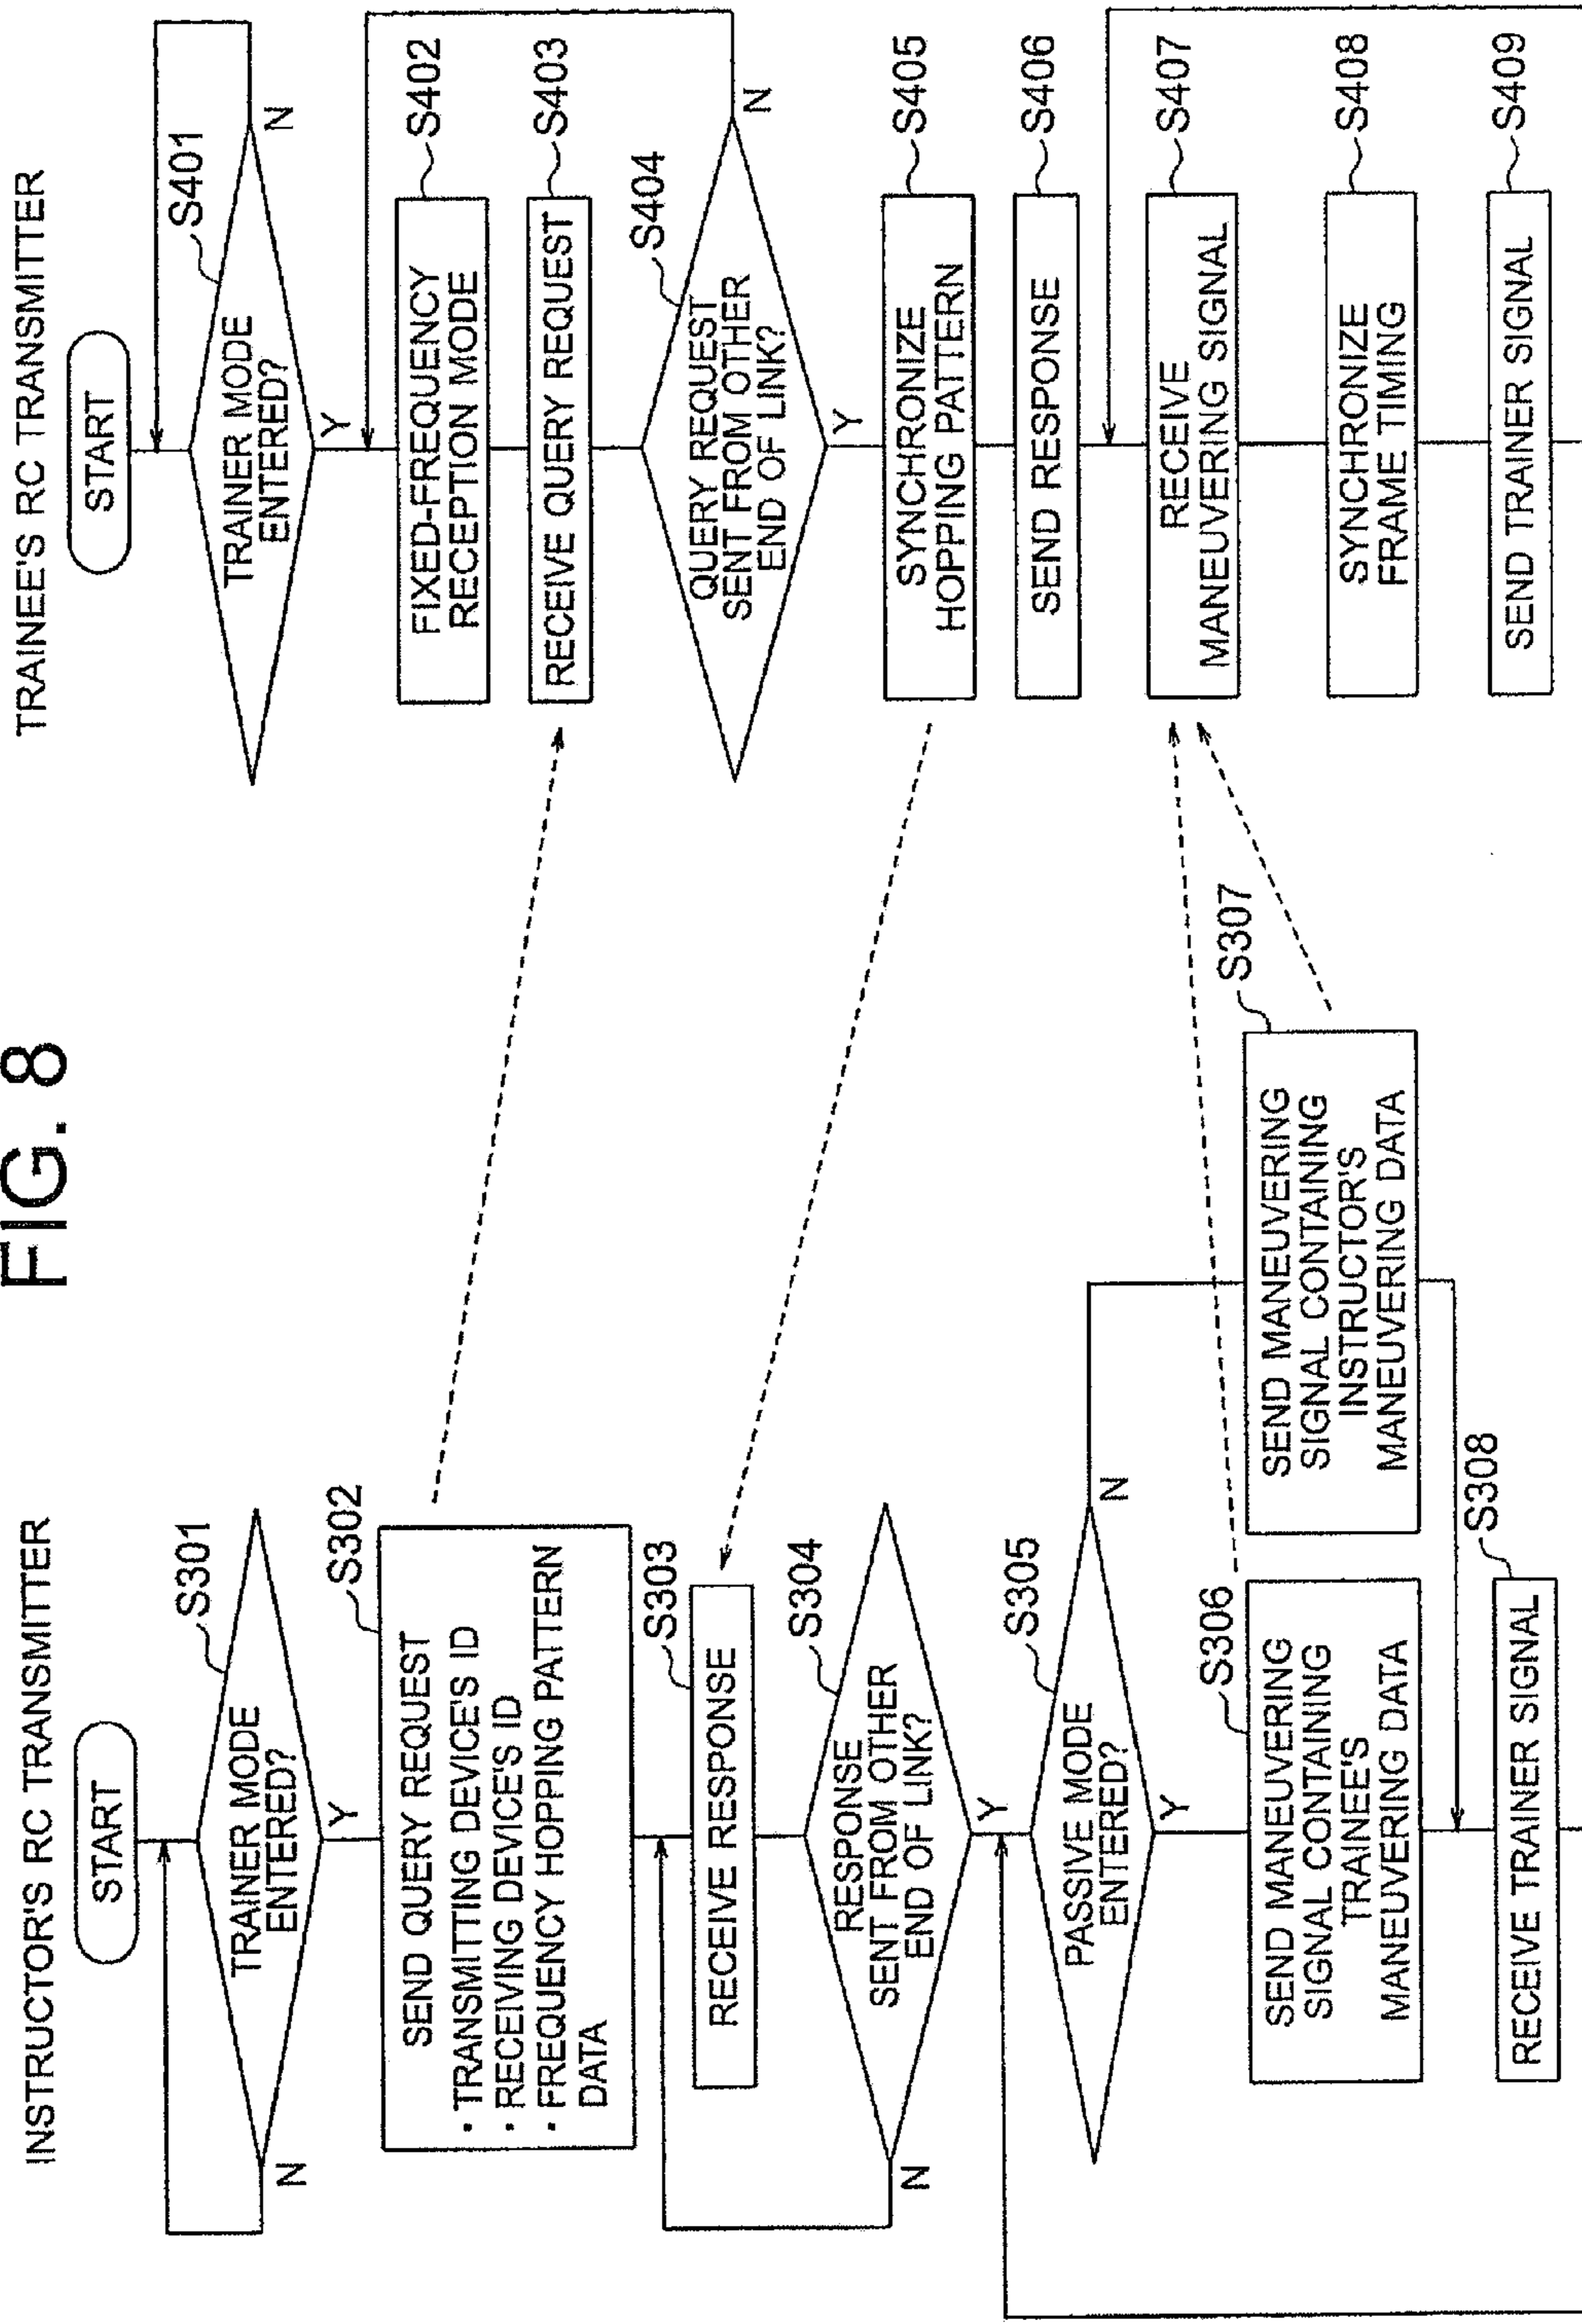 FIG. 8
INSTRUCTOR'S RC TRANSMITTER
START
S301
TRAINER MODE
ENTERED?
N
Y
S302
SEND QUERY REQUEST
· TRANSMITTING DEVICE'S ID
· RECEIVING DEVICE'S ID
· FREQUENCY HOPPING PATTERN
DATA
S303
RECEIVE RESPONSE
S304
RESPONSE
SENT FROM OTHER
END OF LINK?
N
Y
S305
PASSIVE MODE
ENTERED?
N
Y
S306
SEND MANEUVERING
SIGNAL CONTAINING
TRAINEE'S
MANEUVERING DATA
S307
SEND MANEUVERING
SIGNAL CONTAINING
INSTRUCTOR'S
MANEUVERING DATA
S308
RECEIVE TRAINER SIGNAL
TRAINEE'S RC TRANSMITTER
START
S401
TRAINER MODE
ENTERED?
N
Y
S402
FIXED-FREQUENCY
RECEPTION MODE
S403
RECEIVE QUERY REQUEST
S404
QUERY REQUEST
SENT FROM OTHER
END OF LINK?
N
Y
S405
SYNCHRONIZE
HOPPING PATTERN
S406
SEND RESPONSE
S407
RECEIVE
MANEUVERING SIGNAL
S408
SYNCHRONIZE
FRAME TIMING
S409
SEND TRAINER SIGNAL